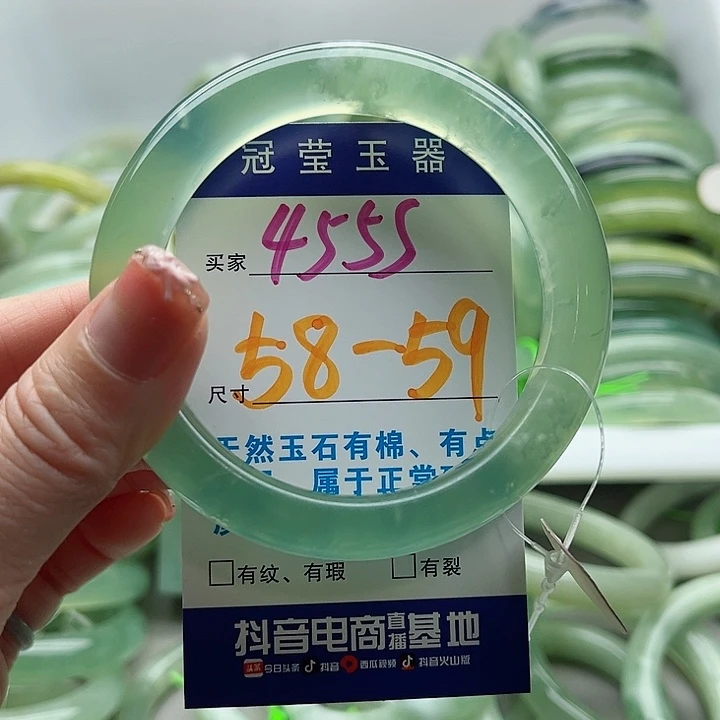 冠莹玉器
买家 4555
尺寸 58-59
天然玉石有棉、有点
属于正常
有纹、有瑕 有裂
抖音电商直播基地
今日头条 抖音 西瓜视频 抖音火山版